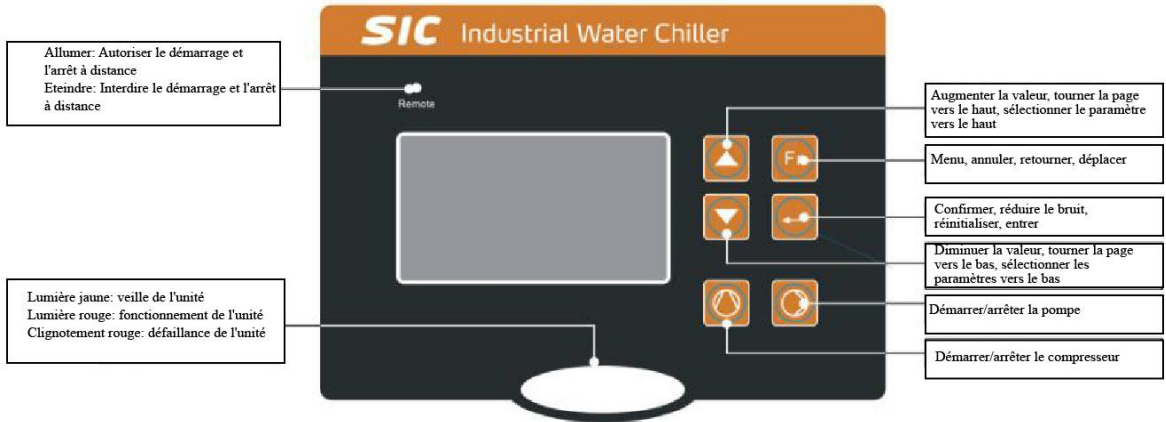 SIC Industrial Water Chiller
Allumer: Autoriser le démarrage et
l'arrêt à distance
Eteindre: Interdire le démarrage et l'arrêt
à distance
Remote
Augmenter la valeur, tourner la page
vers le haut, sélectionner le paramètre
vers le haut
Menu, annuler, retourner, déplacer
Confirmer, réduire le bruit,
réinitialiser, entrer
Diminuer la valeur, tourner la page
vers le bas, sélectionner les
paramètres vers le bas
Lumière jaune: veille de l'unité
Lumière rouge: fonctionnement de l'unité
Clignotement rouge: défaillance de l'unité
Démarrer/arrêter la pompe
Démarrer/arrêter le compresseur